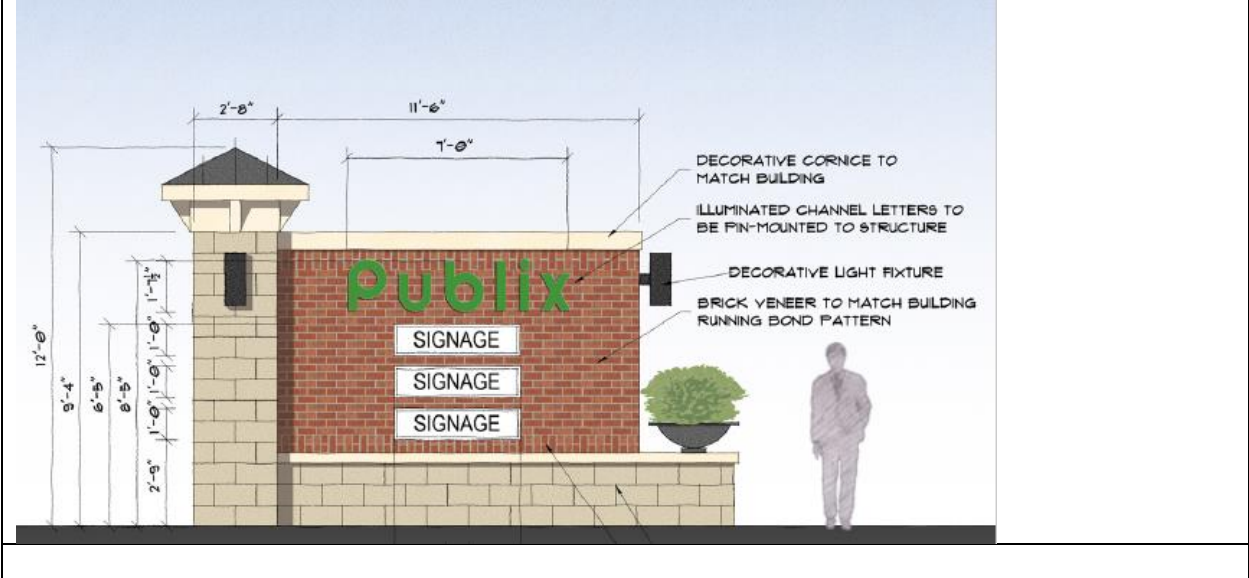 2'-8"
11'-6"
7'-0"
DECORATIVE CORNICE TO
MATCH BUILDING
ILLUMINATED CHANNEL LETTERS TO
BE PIN-MOUNTED TO STRUCTURE
DECORATIVE LIGHT FIXTURE
BRICK VENEER TO MATCH BUILDING
RUNNING BOND PATTERN
Publix
SIGNAGE
SIGNAGE
SIGNAGE
12'-0"
9'-4"
6'-5"
8'-5"
1'-7½"
1'-0"
1'-0"
1'-0"
2'-9"